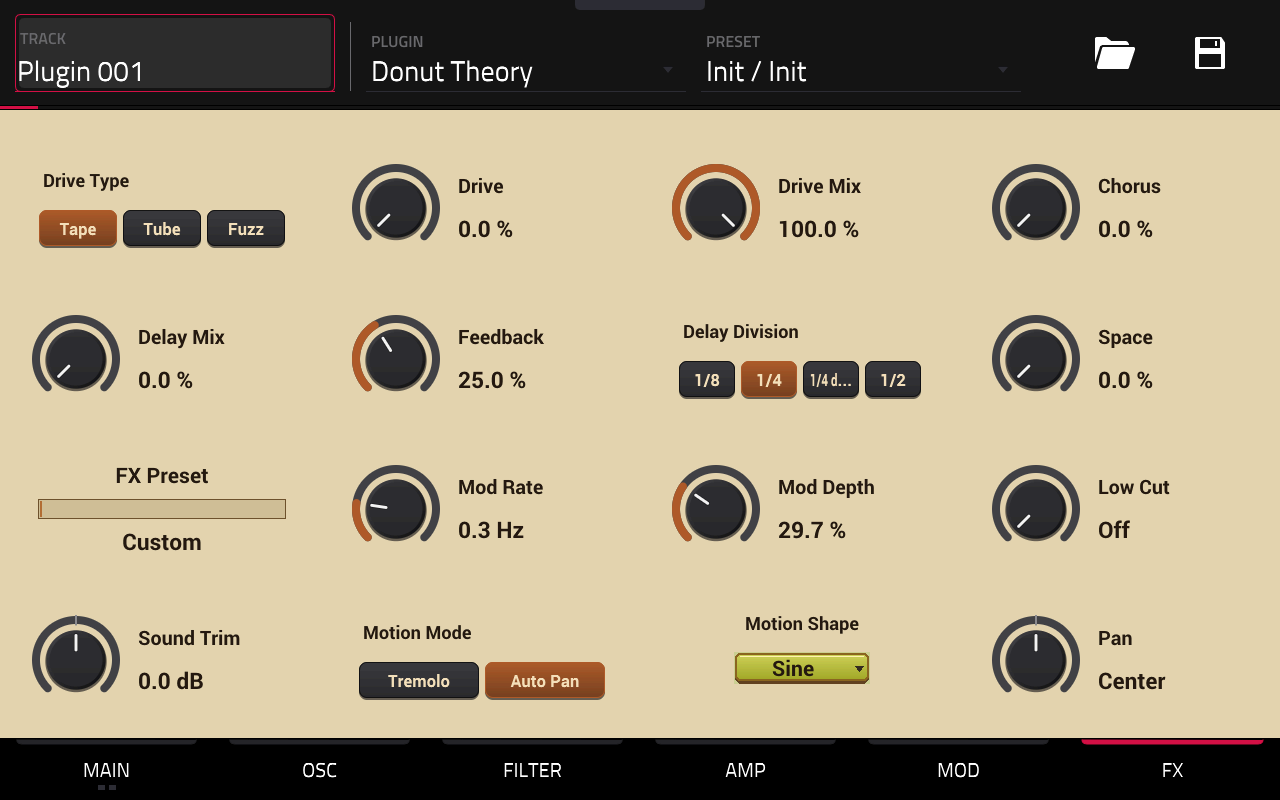 TRACK
Plugin 001
PLUGIN
Donut Theory
PRESET
Init / Init
Drive Type
Tape Tube Fuzz
Drive
0.0 %
Drive Mix
100.0 %
Chorus
0.0 %
Delay Mix
0.0 %
Feedback
25.0 %
Delay Division
1/8 1/4 1/4 d... 1/2
Space
0.0 %
FX Preset
Custom
Mod Rate
0.3 Hz
Mod Depth
29.7 %
Low Cut
Off
Sound Trim
0.0 dB
Motion Mode
Tremolo Auto Pan
Motion Shape
Sine
Pan
Center
MAIN OSC FILTER AMP MOD FX